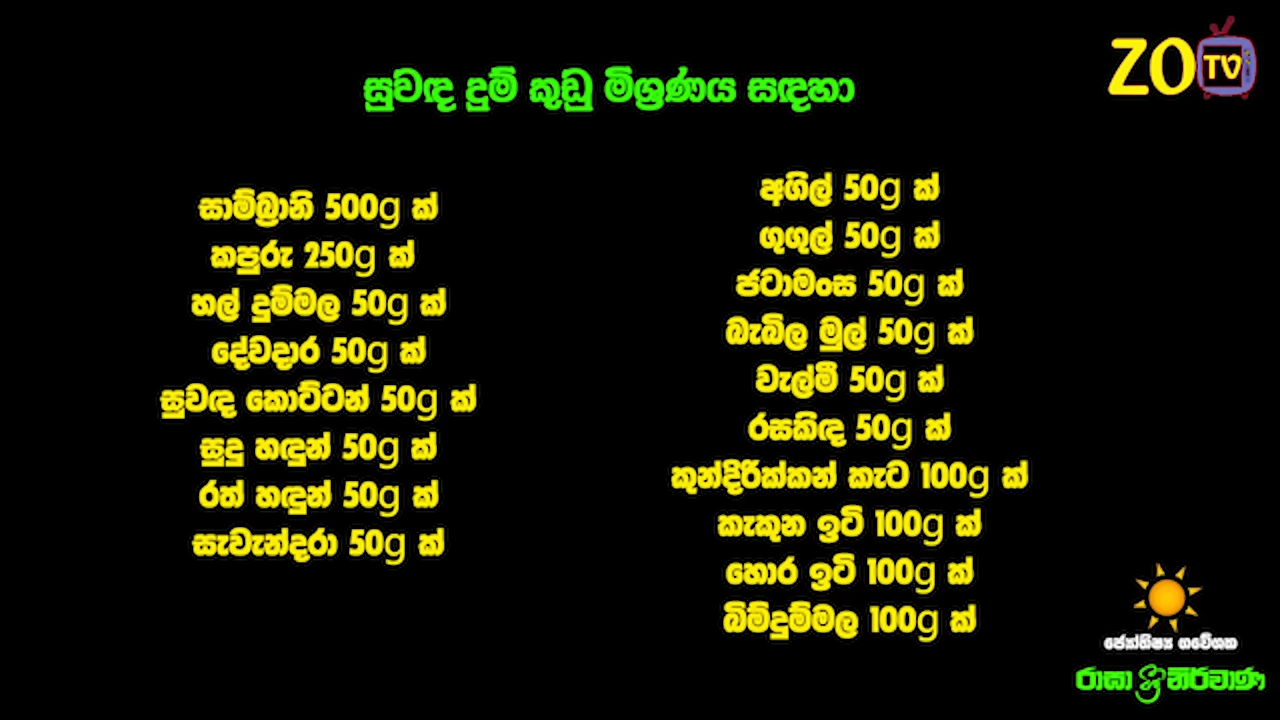 ZO TV
සුවඳ දුම් කුඩු මිශ්‍රණය සඳහා
සාම්බ්‍රානි 500g ක්
කපුරු 250g ක්
හල් දුම්මල 50g ක්
දේවදාර 50g ක්
සුවඳ කොට්ටන් 50g ක්
සුදු හඳුන් 50g ක්
රත් හඳුන් 50g ක්
සැවැන්දරා 50g ක්
අගිල් 50g ක්
ගුගුල් 50g ක්
ජටාමංස 50g ක්
බැබිල මුල් 50g ක්
වැල්මී 50g ක්
රසකිඳ 50g ක්
කුන්දිරික්කන් කැට 100g ක්
කැකුන ඉටි 100g ක්
හොර ඉටි 100g ක්
බිම්දුම්මල 100g ක්
ජ්‍යෝතිෂ්‍ය ගවේශක
රාඝා ශ්‍රී නිර්වාණ